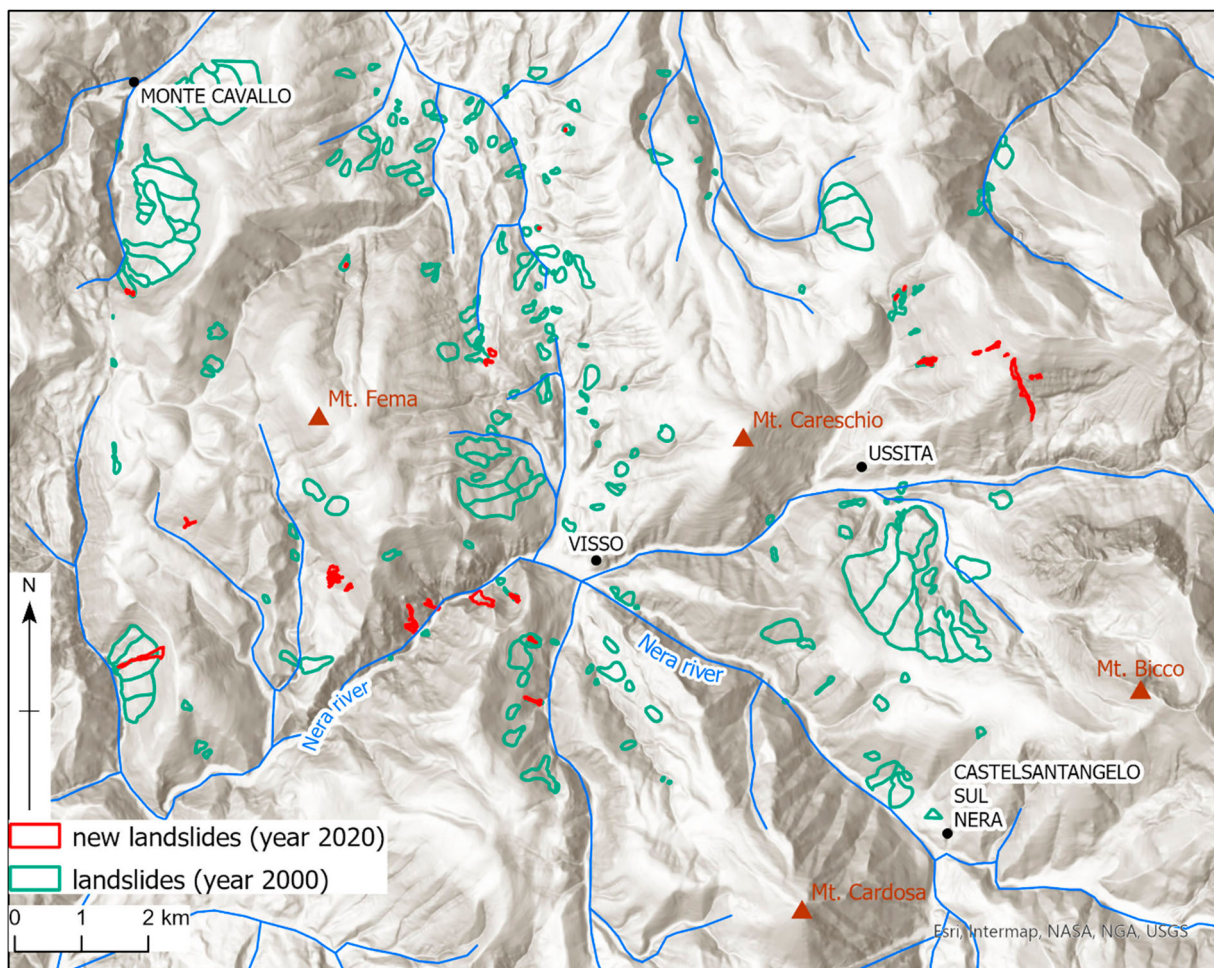 MONTE CAVALLO
Mt. Fema
Mt. Careschio
USSITA
VISSO
Nera river
Nera river
Mt. Bicco
N
CASTELSANTANGELO
SUL
NERA
new landslides (year 2020)
landslides (year 2000)
0 1 2 km
Mt. Cardosa
Esri, Intermap, NASA, NGA, USGS